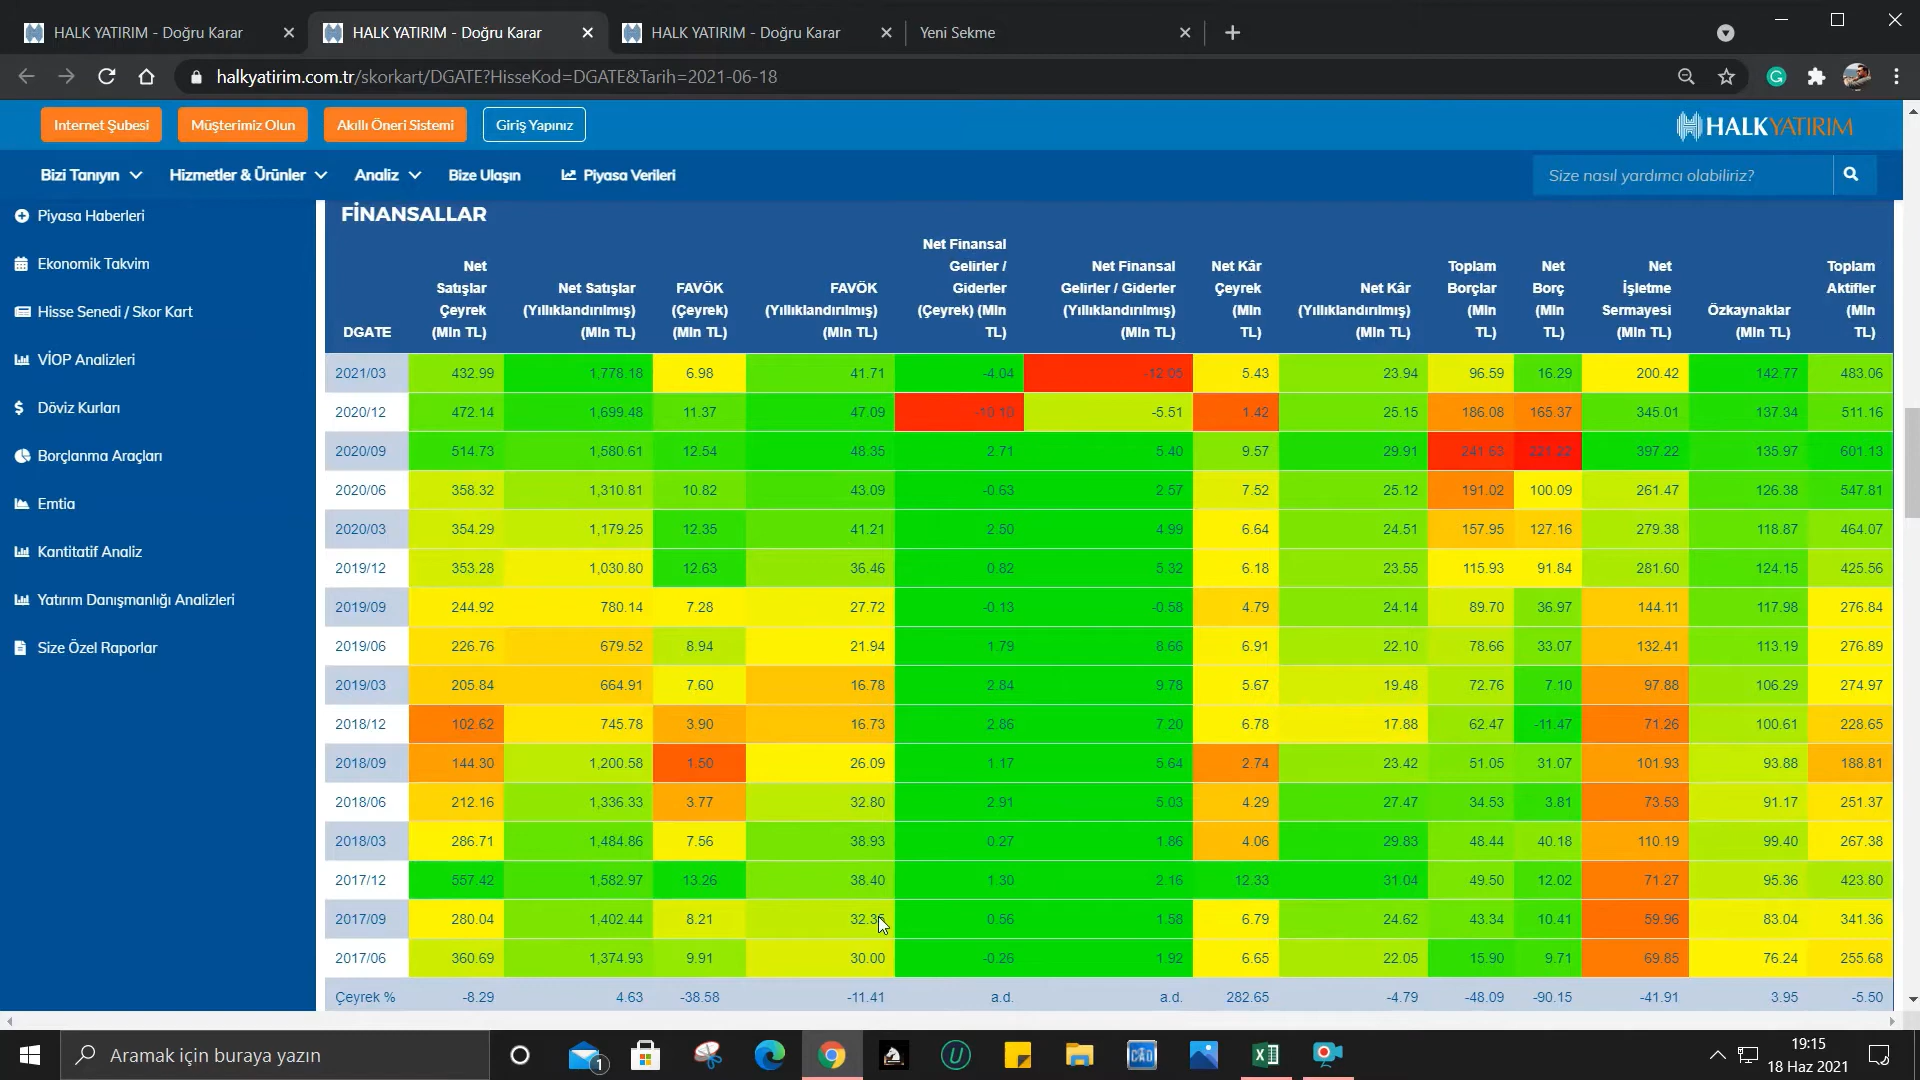 HALK YATIRIM - Doğru Karar
HALK YATIRIM - Doğru Karar
HALK YATIRIM - Doğru Karar
Yeni Sekme
halkyatirim.com.tr/skorkart/DGATE?HisseKod=DGATE&Tarih=2021-06-18
Internet Şubesi
Müşterimiz Olun
Akıllı Öneri Sistemi
Giriş Yapınız
HALKYATIRIM
Bizi Tanıyın
Hizmetler & Ürünler
Analiz
Bize Ulaşın
Piyasa Verileri
Size nasıl yardımcı olabiliriz?
Piyasa Haberleri
Ekonomik Takvim
Hisse Senedi / Skor Kart
VİOP Analizleri
Döviz Kurları
Borçlanma Araçları
Emtia
Kantitatif Analiz
Yatırım Danışmanlığı Analizleri
Size Özel Raporlar
FİNANSALLAR
DGATE
Net Satışlar Çeyrek (Mln TL)
Net Satışlar (Yıllıklandırılmış) (Mln TL)
FAVÖK (Çeyrek) (Mln TL)
FAVÖK (Yıllıklandırılmış) (Mln TL)
Net Finansal Gelirler / Giderler (Çeyrek) (Mln TL)
Net Finansal Gelirler / Giderler (Yıllıklandırılmış) (Mln TL)
Net Kâr Çeyrek (Mln TL)
Net Kâr (Yıllıklandırılmış) (Mln TL)
Toplam Borçlar (Mln TL)
Net Borç (Mln TL)
Net İşletme Sermayesi (Mln TL)
Özkaynaklar (Mln TL)
Toplam Aktifler (Mln TL)
2021/03 432.99 1,778.18 6.98 41.71 -4.04 -12.05 5.43 23.94 96.59 16.29 200.42 142.77 483.06
2020/12 472.14 1,699.48 11.37 47.09 -10.10 -5.51 1.42 25.15 186.08 165.37 345.01 137.34 511.16
2020/09 514.73 1,580.61 12.54 48.35 2.71 5.40 9.57 29.91 241.63 221.22 397.22 135.97 601.13
2020/06 358.32 1,310.81 10.82 43.09 -0.63 2.57 7.52 25.12 191.02 100.09 261.47 126.38 547.81
2020/03 354.29 1,179.25 12.35 41.21 2.50 4.99 6.64 24.51 157.95 127.16 279.38 118.87 464.07
2019/12 353.28 1,030.80 12.63 36.46 0.82 5.32 6.18 23.55 115.93 91.84 281.60 124.15 425.56
2019/09 244.92 780.14 7.28 27.72 -0.13 -0.58 4.79 24.14 89.70 36.97 144.11 117.98 276.84
2019/06 226.76 679.52 8.94 21.94 1.79 8.66 6.91 22.10 78.66 33.07 132.41 113.19 276.89
2019/03 205.84 664.91 7.60 16.78 2.84 9.78 5.67 19.48 72.76 7.10 97.88 106.29 274.97
2018/12 102.62 745.78 3.90 16.73 2.86 7.20 6.78 17.88 62.47 -11.47 71.26 100.61 228.65
2018/09 144.30 1,200.58 1.50 26.09 1.17 5.64 2.74 23.42 51.05 31.07 101.93 93.88 188.81
2018/06 212.16 1,336.33 3.77 32.80 2.91 5.03 4.29 27.47 34.53 3.81 73.53 91.17 251.37
2018/03 286.71 1,484.86 7.56 38.93 0.27 1.86 4.06 29.83 48.44 40.18 110.19 99.40 267.38
2017/12 557.42 1,582.97 13.26 38.40 1.30 2.16 12.33 31.04 49.50 12.02 71.27 95.36 423.80
2017/09 280.04 1,402.44 8.21 0.56 1.58 6.79 24.62 43.34 10.41 59.96 83.04 341.36
2017/06 360.69 1,374.93 9.91 30.00 -0.26 1.92 6.65 22.05 15.90 9.71 69.85 76.24 255.68
Çeyrek % -8.29 4.63 -38.58 -11.41 a.d. a.d. 282.65 -4.79 -48.09 -90.15 -41.91 3.95 -5.50
Aramak için buraya yazın
1
CAD
19:15
18 Haz 2021